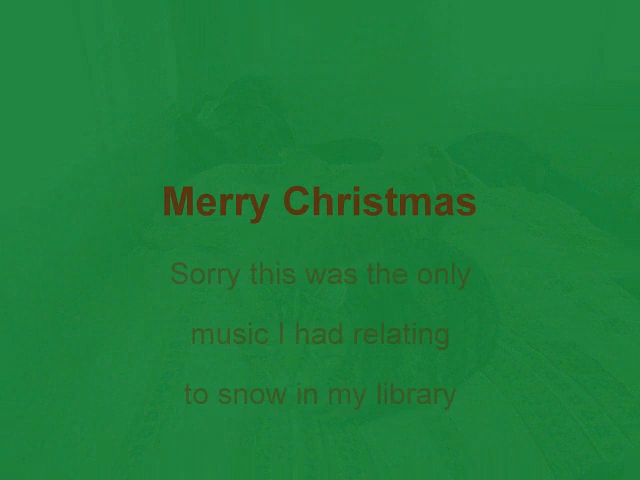 Merry Christmas
Sorry this was the only
music I had relating
to snow in my library